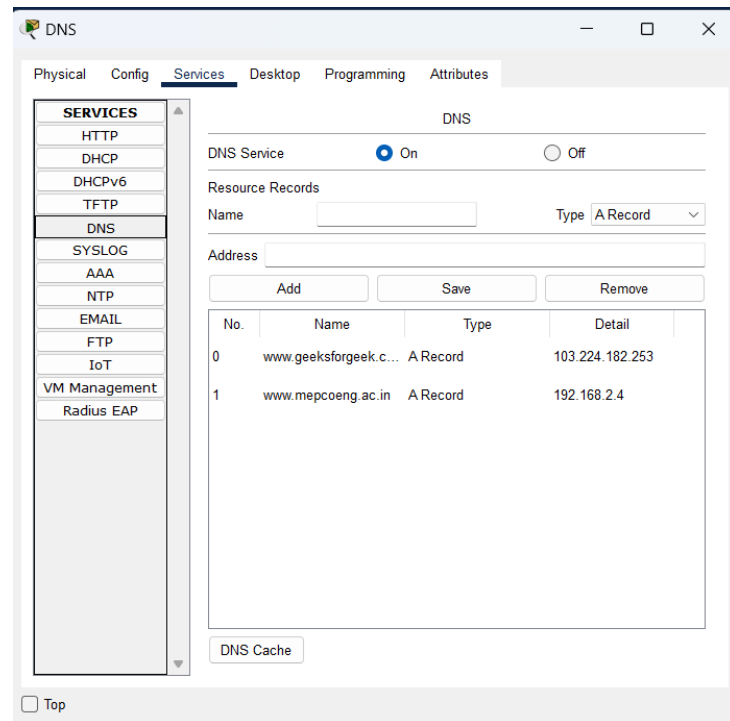 DNS
Physical Config Services Desktop Programming Attributes
SERVICES
HTTP
DHCP
DHCPv6
TFTP
DNS
SYSLOG
AAA
NTP
EMAIL
FTP
IoT
VM Management
Radius EAP
DNS
DNS Service On Off
Resource Records
Name Type A Record
Address
Add Save Remove
No. Name Type Detail
0 www.geeksforgeek.c... A Record 103.224.182.253
1 www.mepcoeng.ac.in A Record 192.168.2.4
DNS Cache
Top